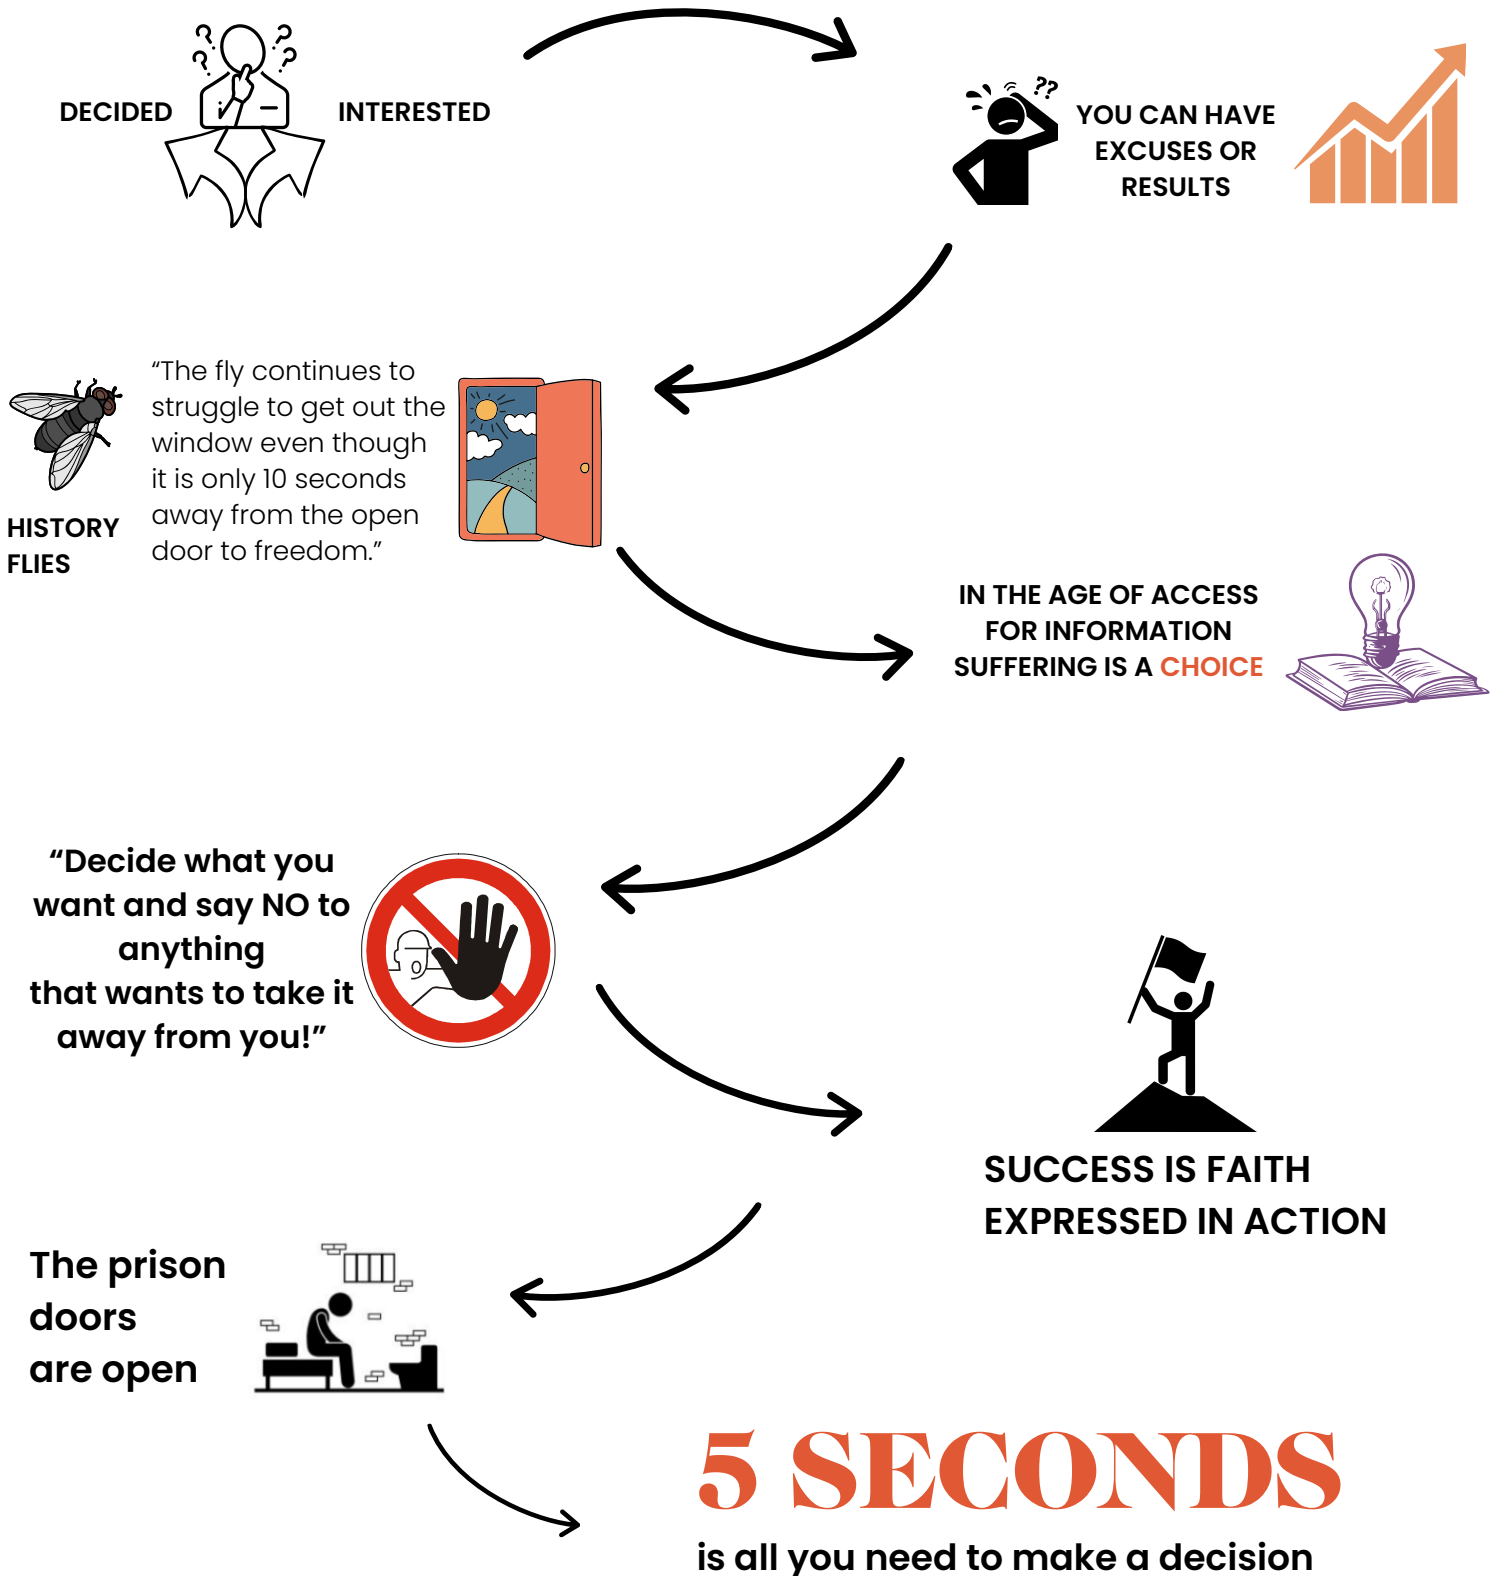 DECIDED INTERESTED
??
YOU CAN HAVE
EXCUSES OR
RESULTS
“The fly continues to
struggle to get out the
window even though
it is only 10 seconds
away from the open
door to freedom.”
HISTORY
FLIES
IN THE AGE OF ACCESS
FOR INFORMATION
SUFFERING IS A CHOICE
“Decide what you
want and say NO to
anything
that wants to take it
away from you!”
SUCCESS IS FAITH
EXPRESSED IN ACTION
The prison
doors
are open
5 SECONDS
is all you need to make a decision